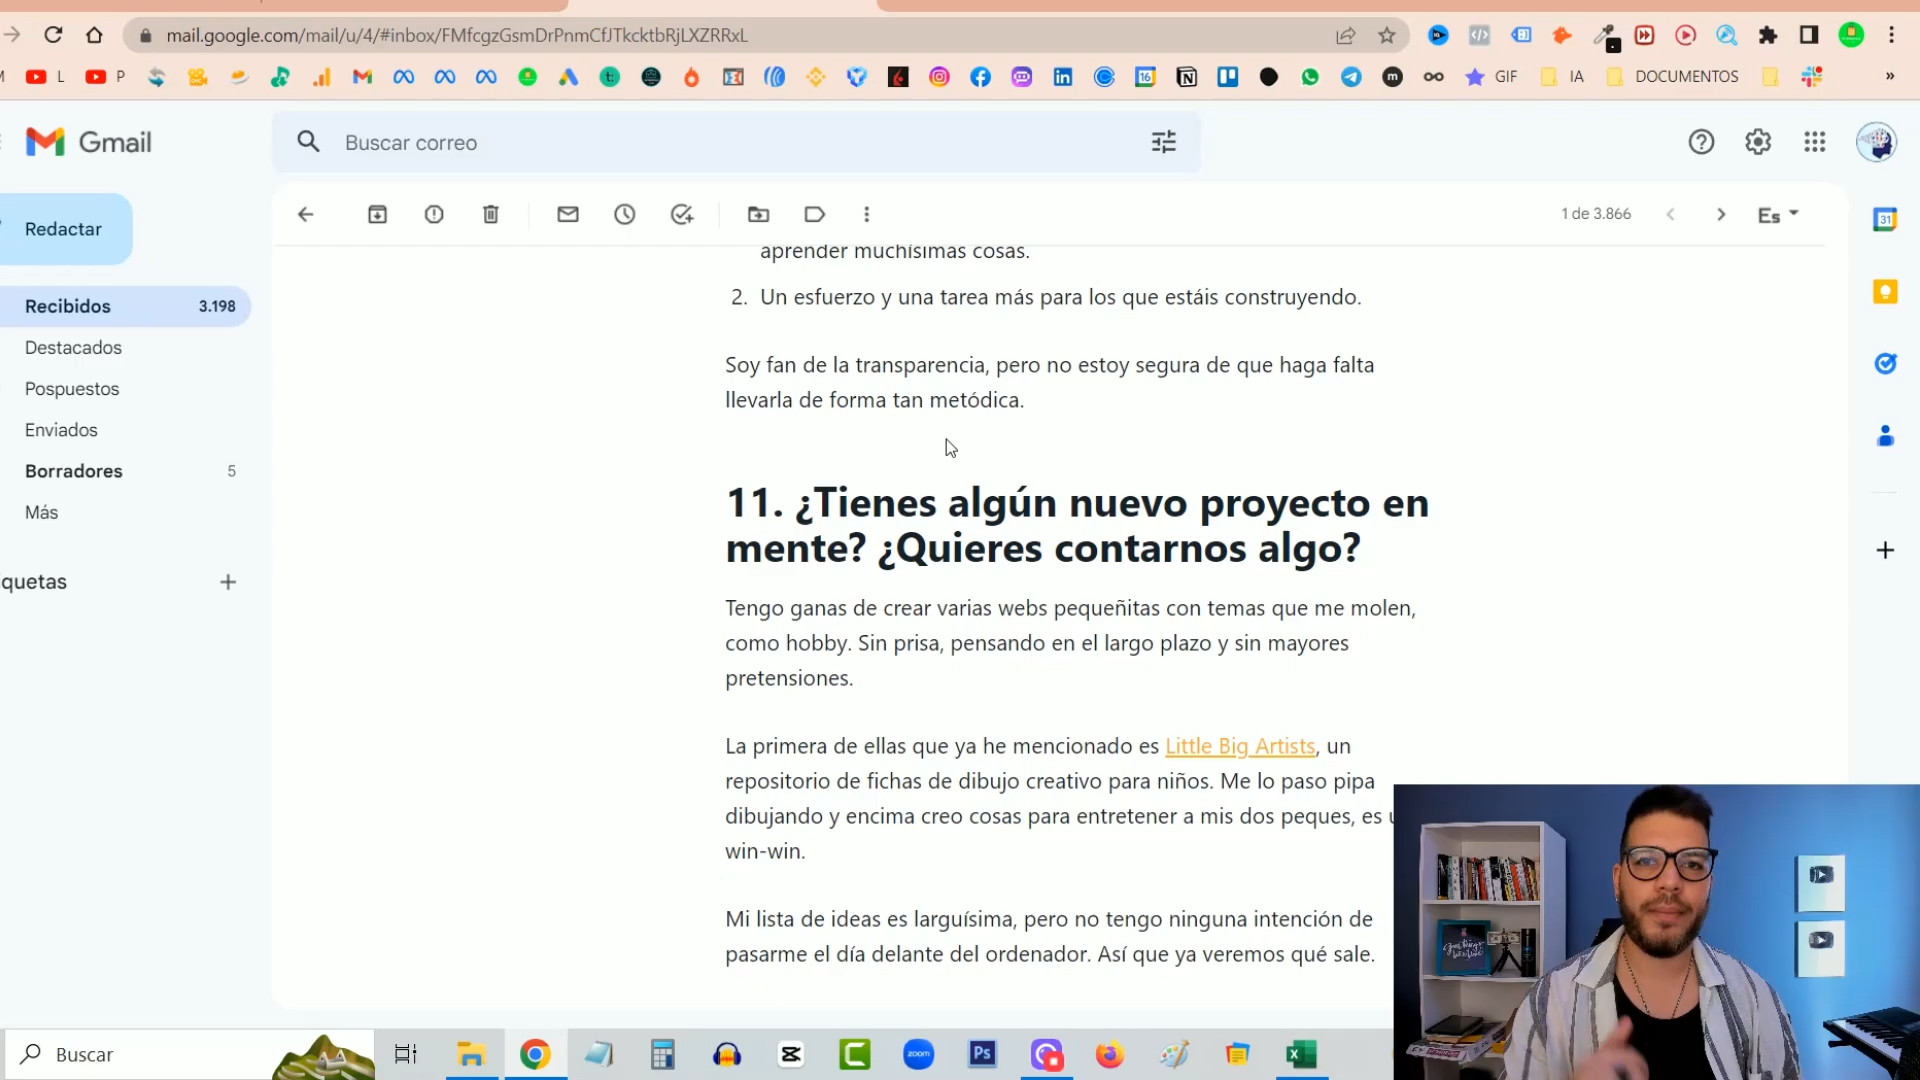 mail.google.com/mail/u/4/#inbox/FMfcgzGsmDrPnmCfJTkcktbRjLXZRRxL
L
P
16
GIF
IA
DOCUMENTOS
»
Gmail
Buscar correo
Redactar
1 de 3.866
Es
31
Recibidos
3.198
Destacados
Pospuestos
Enviados
Borradores
5
Más
iquetas
aprender muchísimas cosas.
2. Un esfuerzo y una tarea más para los que estáis construyendo.
Soy fan de la transparencia, pero no estoy segura de que haga falta
llevarla de forma tan metódica.
11. ¿Tienes algún nuevo proyecto en
mente? ¿Quieres contarnos algo?
Tengo ganas de crear varias webs pequeñitas con temas que me molen,
como hobby. Sin prisa, pensando en el largo plazo y sin mayores
pretensiones.
La primera de ellas que ya he mencionado es Little Big Artists, un
repositorio de fichas de dibujo creativo para niños. Me lo paso pipa
dibujando y encima creo cosas para entretener a mis dos peques, es u
win-win.
Mi lista de ideas es larguísima, pero no tengo ninguna intención de
pasarme el día delante del ordenador. Así que ya veremos qué sale.
Buscar
zoom
Ps